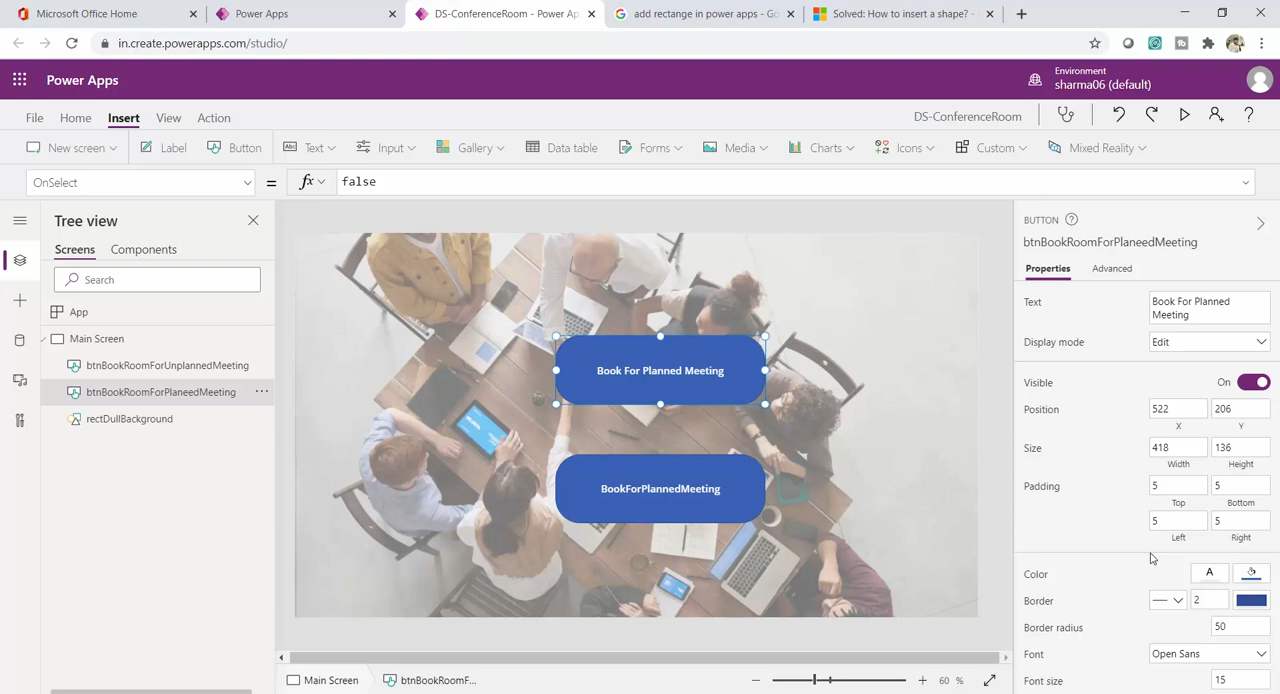 Microsoft Office Home
Power Apps
DS-ConferenceRoom - Power Ap
add rectange in power apps - Go
Solved: How to insert a shape? -
in.create.powerapps.com/studio/
Power Apps
Environment
sharma06 (default)
File Home Insert View Action
DS-ConferenceRoom
New screen Label Button Text Input Gallery Data table Forms Media Charts Icons Custom Mixed Reality
OnSelect = fx false
Tree view
Screens Components
Search
App
Main Screen
btnBookRoomForUnplannedMeeting
btnBookRoomForPlaneedMeeting ...
rectDullBackground
Book For Planned Meeting
BookForPlannedMeeting
BUTTON
btnBookRoomForPlaneedMeeting
Properties Advanced
Text Book For Planned
Meeting
Display mode Edit
Visible On
Position 522 206
X Y
Size 418 136
Width Height
Padding 5 5
Top Bottom
5 5
Left Right
Color A
Border 2
Border radius 50
Font Open Sans
Font size 15
Main Screen btnBookRoomF...
60 %